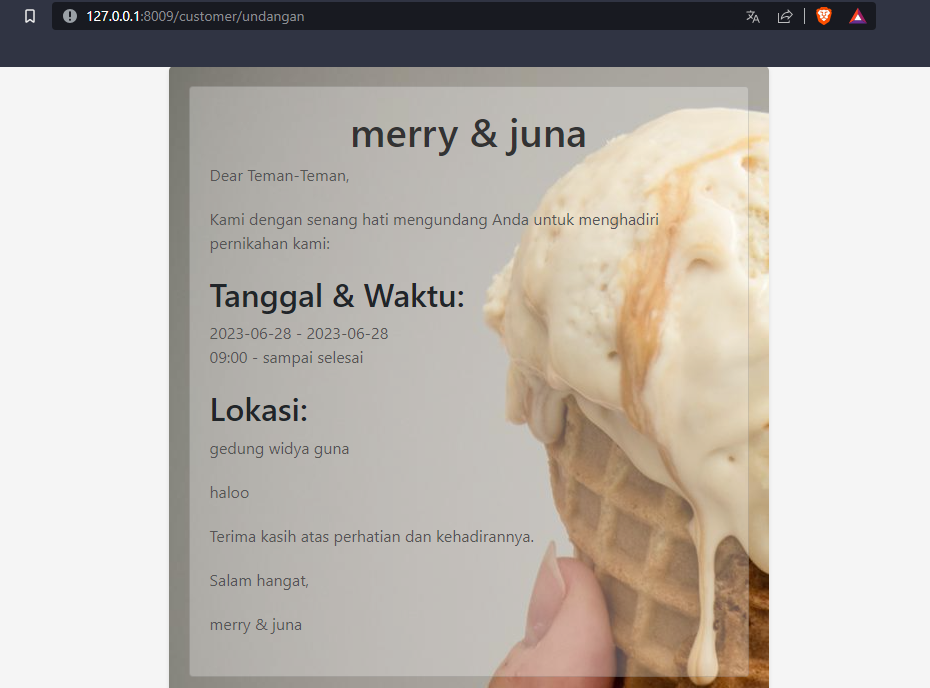 127.0.0.1:8009/customer/undangan
merry & juna
Dear Teman-Teman,
Kami dengan senang hati mengundang Anda untuk menghadiri
pernikahan kami:
Tanggal & Waktu:
2023-06-28 - 2023-06-28
09:00 - sampai selesai
Lokasi:
gedung widya guna
haloo
Terima kasih atas perhatian dan kehadirannya.
Salam hangat,
merry & juna